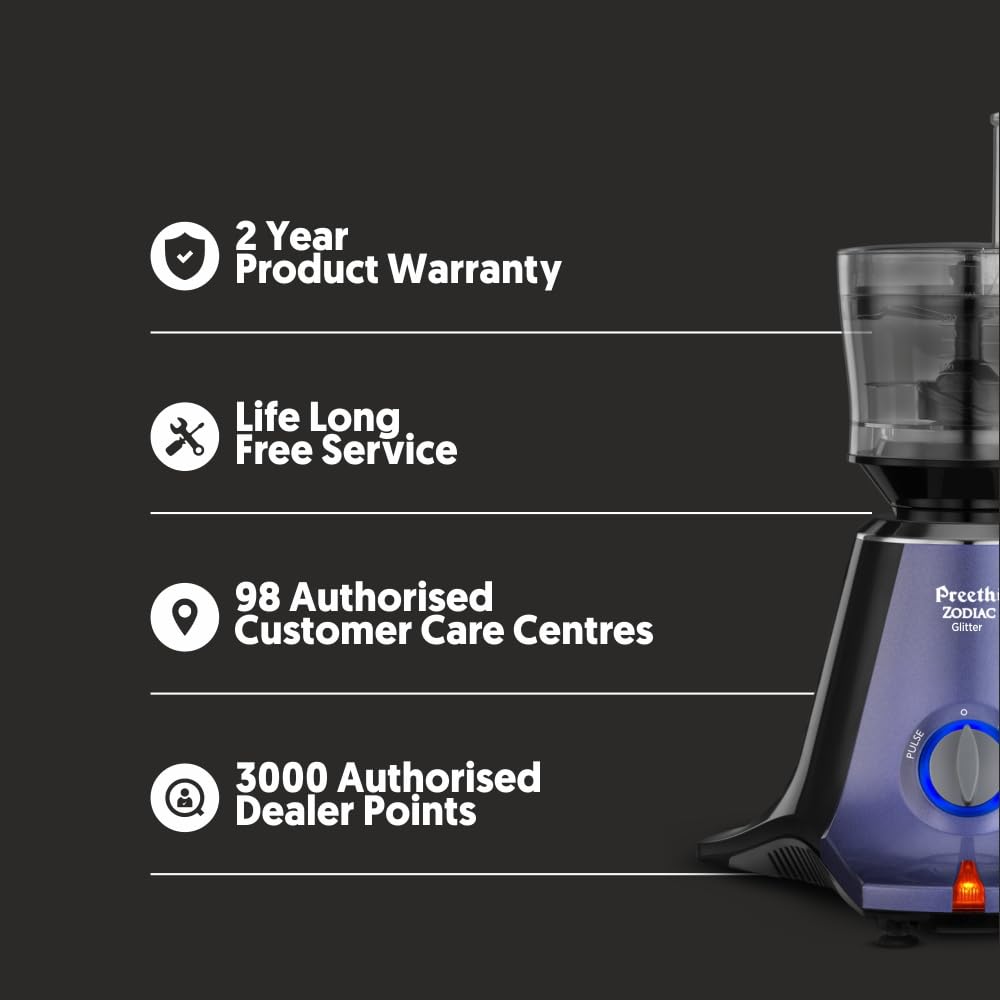 2 Year
Product Warranty
Life Long
Free Service
98 Authorised
Customer Care Centres
3000 Authorised
Dealer Points
Preethi
ZODIAC
Glitter
PULSE
O